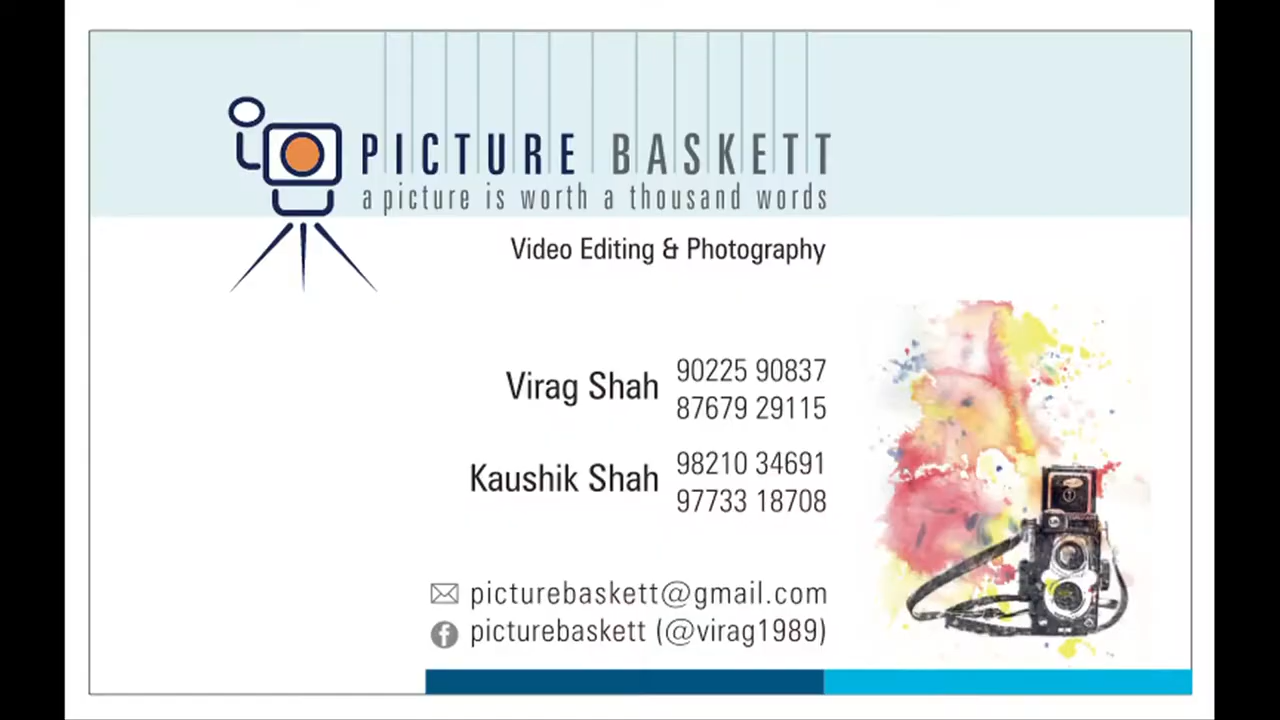 PICTURE BASKETT
a picture is worth a thousand words
Video Editing & Photography
Virag Shah
90225 90837
87679 29115
Kaushik Shah
98210 34691
97733 18708
picturebaskett@gmail.com
picturebaskett (@virag1989)